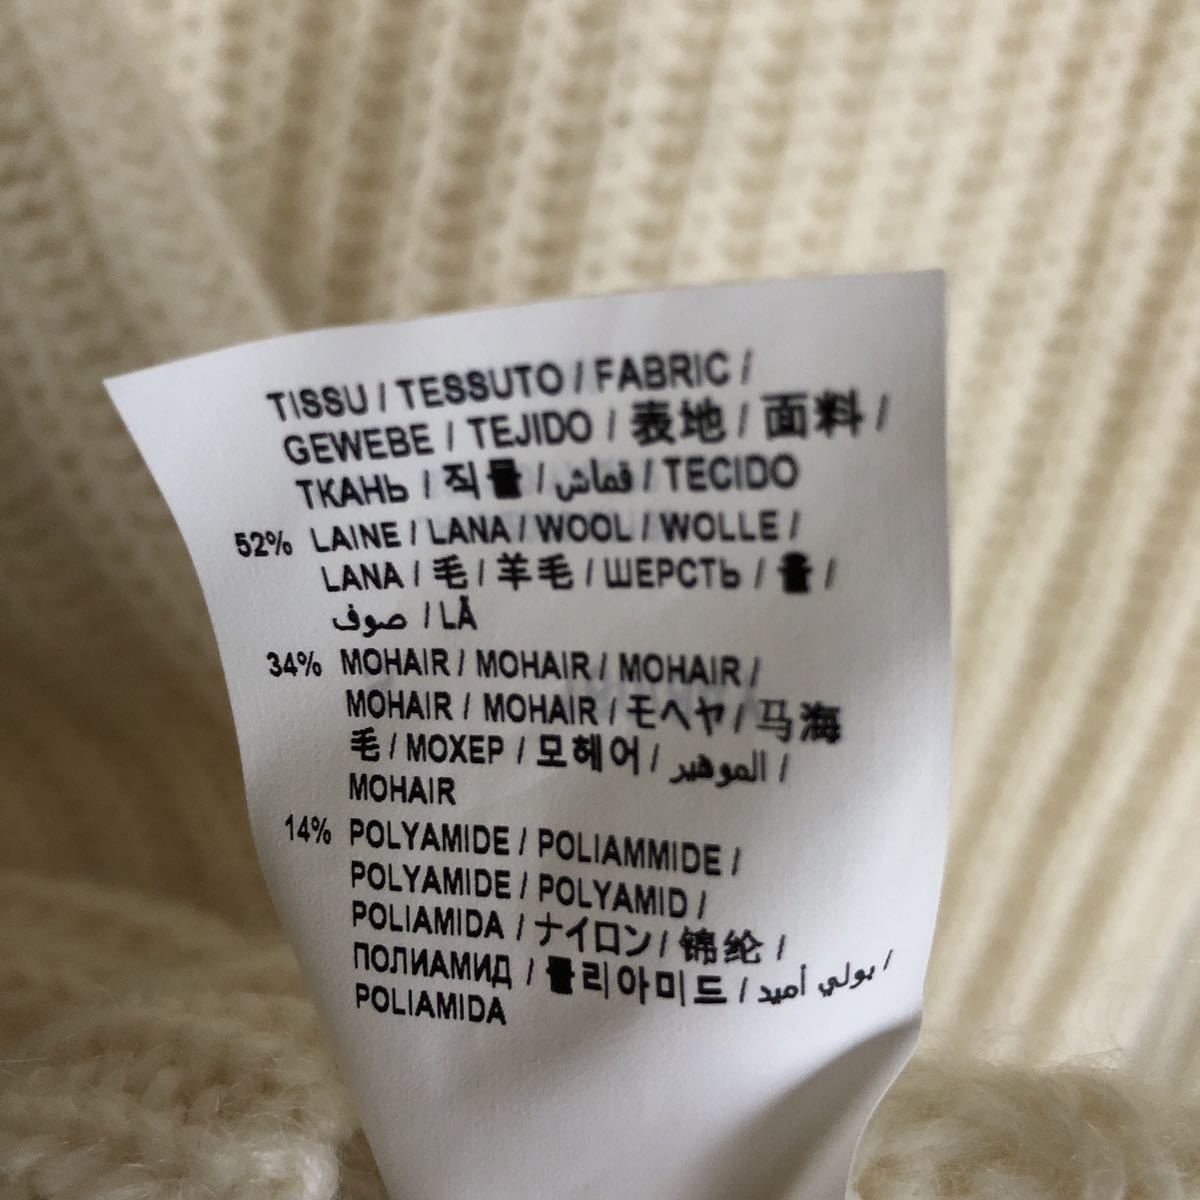 TISSU / TESSUTO / FABRIC /
GEWEBE / TEJIDO / 表地 / 面料 /
ТКАНЬ / 직물 / قماش / TECIDO
52% LAINE / LANA / WOOL / WOLLE /
LANA / 毛 / 羊毛 / ШЕРСТЬ / 울 /
صوف / LÃ
34% MOHAIR / MOHAIR / MOHAIR /
MOHAIR / MOHAIR / モヘヤ / 马海
毛 / МОХЕР / 모헤어 / الموهير /
MOHAIR
14% POLYAMIDE / POLIAMMIDE /
POLYAMIDE / POLYAMID /
POLIAMIDA / ナイロン / 锦纶 /
ПОЛИАМИД / 폴리아미드 / بولي أميد /
POLIAMIDA